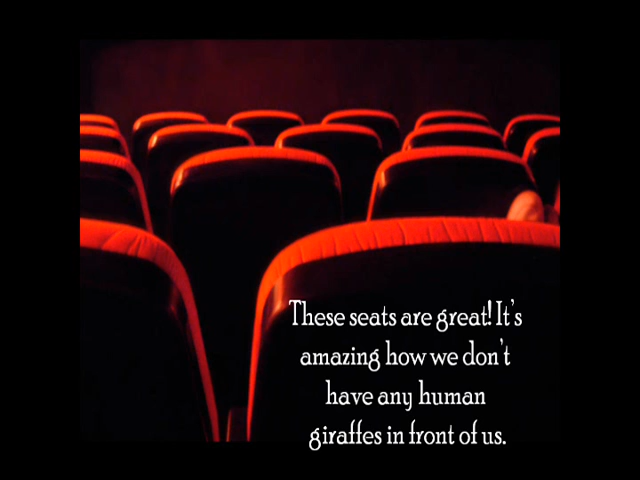 These seats are great! It's
amazing how we don't
have any human
giraffes in front of us.